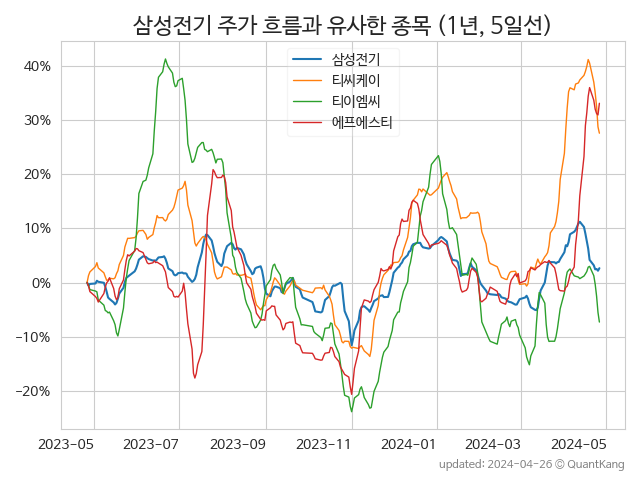 삼성전기 주가 흐름과 유사한 종목 (1년, 5일선)
삼성전기
티씨케이
티이엠씨
에프에스티
40%
30%
20%
10%
0%
−10%
−20%
2023-05 2023-07 2023-09 2023-11 2024-01 2024-03 2024-05
updated: 2024-04-26 ⓒ QuantKang